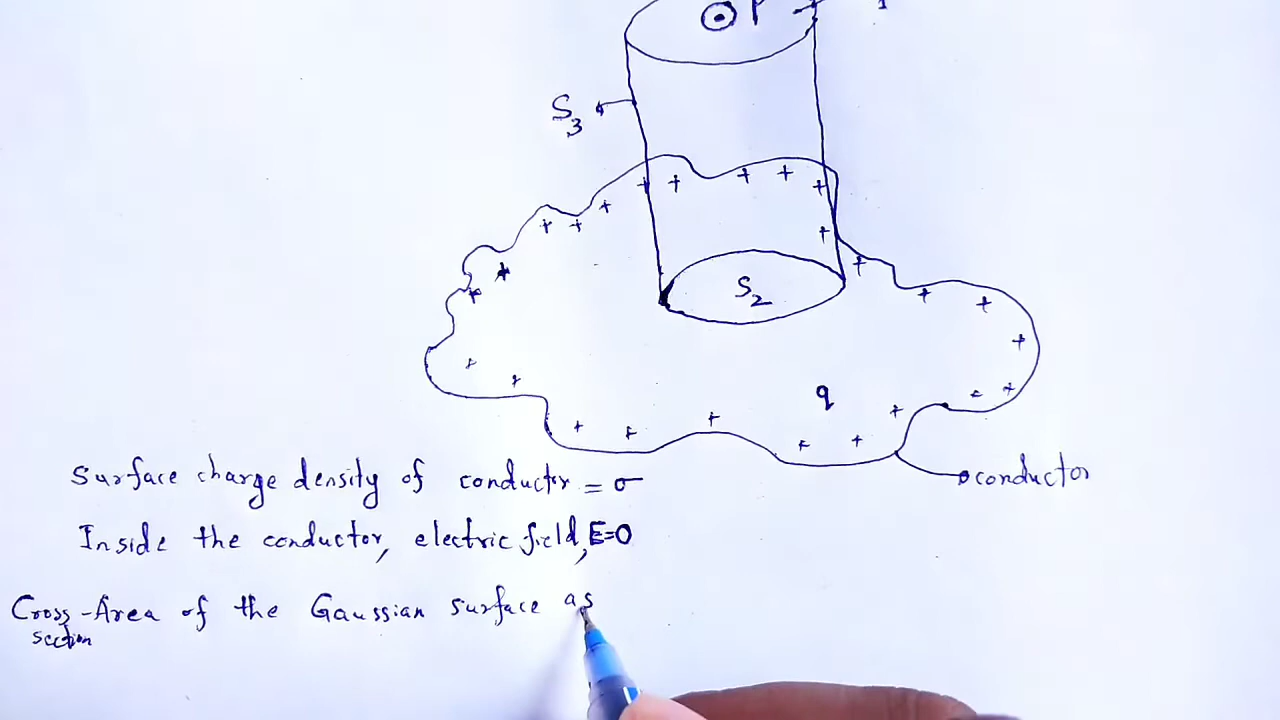 P
S3
S2
q
conductor
Surface charge density of conductor = σ
Inside the conductor, electric field, E=0
Cross-Area of the Gaussian surface as
section